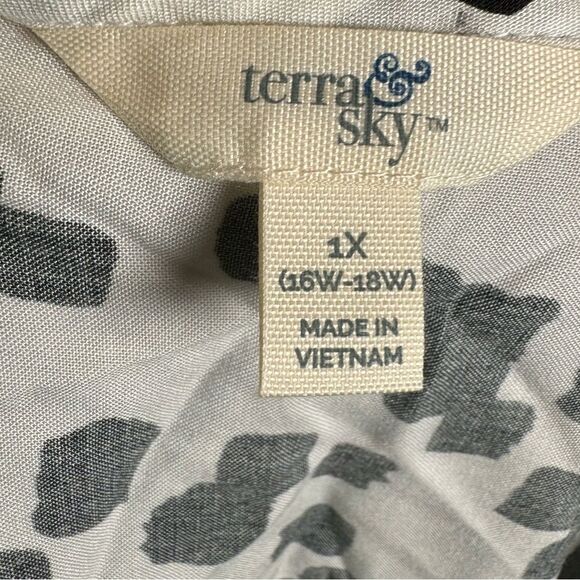 terra &
sky™
1X
(16W-18W)
MADE IN
VIETNAM